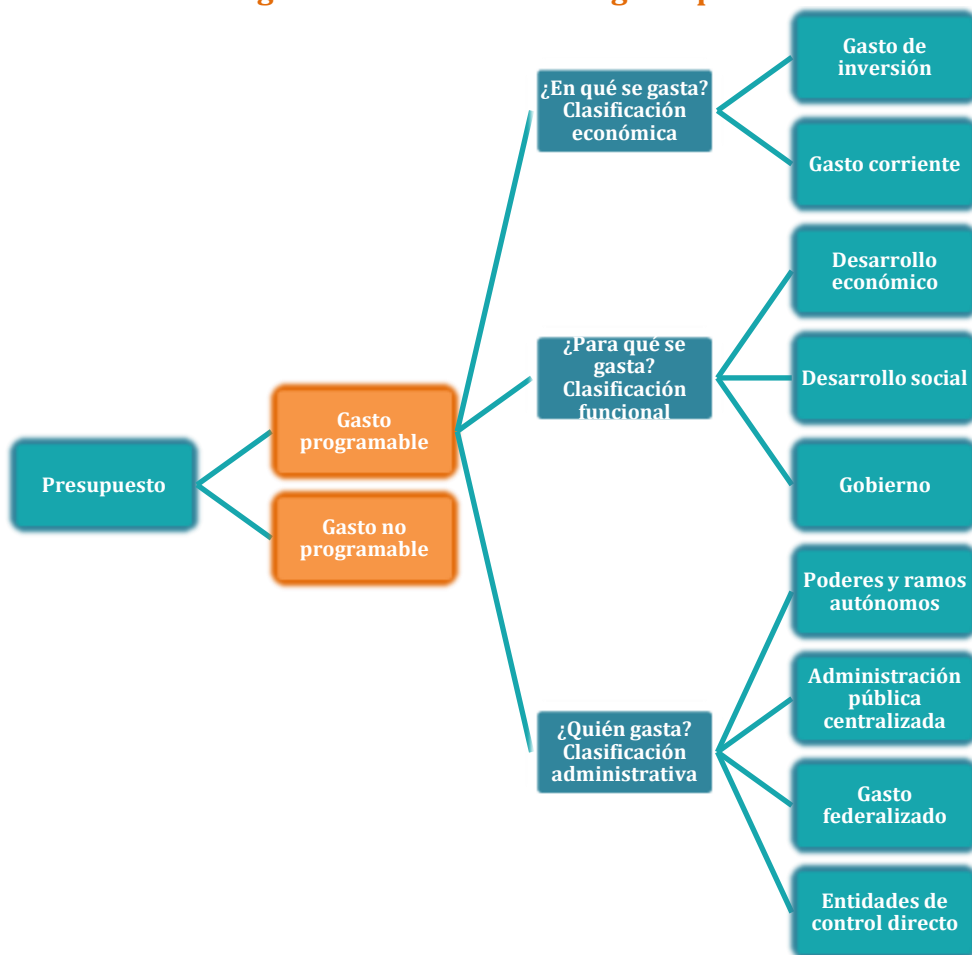 Presupuesto
Gasto
programable
Gasto no
programable
¿En qué se gasta?
Clasificación
económica
¿Para qué se
gasta?
Clasificación
funcional
¿Quién gasta?
Clasificación
administrativa
Gasto de
inversión
Gasto corriente
Desarrollo
económico
Desarrollo social
Gobierno
Poderes y ramos
autónomos
Administración
pública
centralizada
Gasto
federalizado
Entidades de
control directo